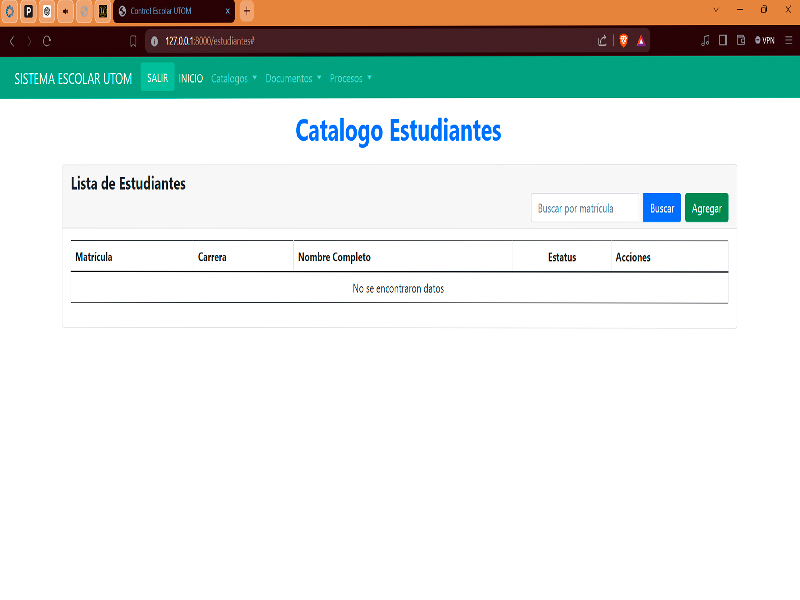 Control Escolar UTOM
127.0.0.1:8000/estudiantes#
VPN
SISTEMA ESCOLAR UTOM SALIR INICIO Catalogos Documentos Procesos
Catalogo Estudiantes
Lista de Estudiantes
Buscar por matricula Buscar Agregar
Matricula Carrera Nombre Completo Estatus Acciones
No se encontraron datos